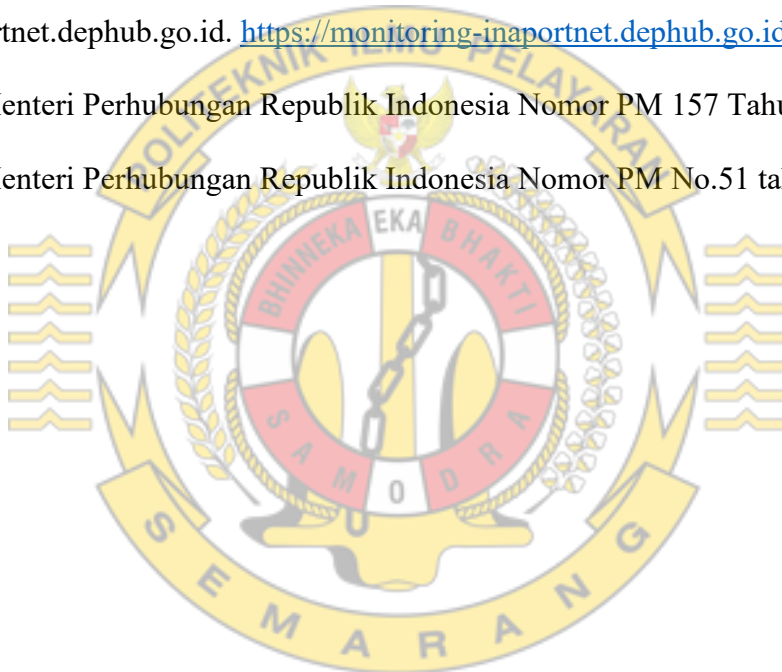 rtnet.dephub.go.id. https://monitoring-inaportnet.dephub.go.id
Menteri Perhubungan Republik Indonesia Nomor PM 157 Tahu
Menteri Perhubungan Republik Indonesia Nomor PM No.51 ta
POLITEKNIK ILMU PELAYARAN
BHINNEKA EKA BHAKTI
SAMODRA
SEMARANG